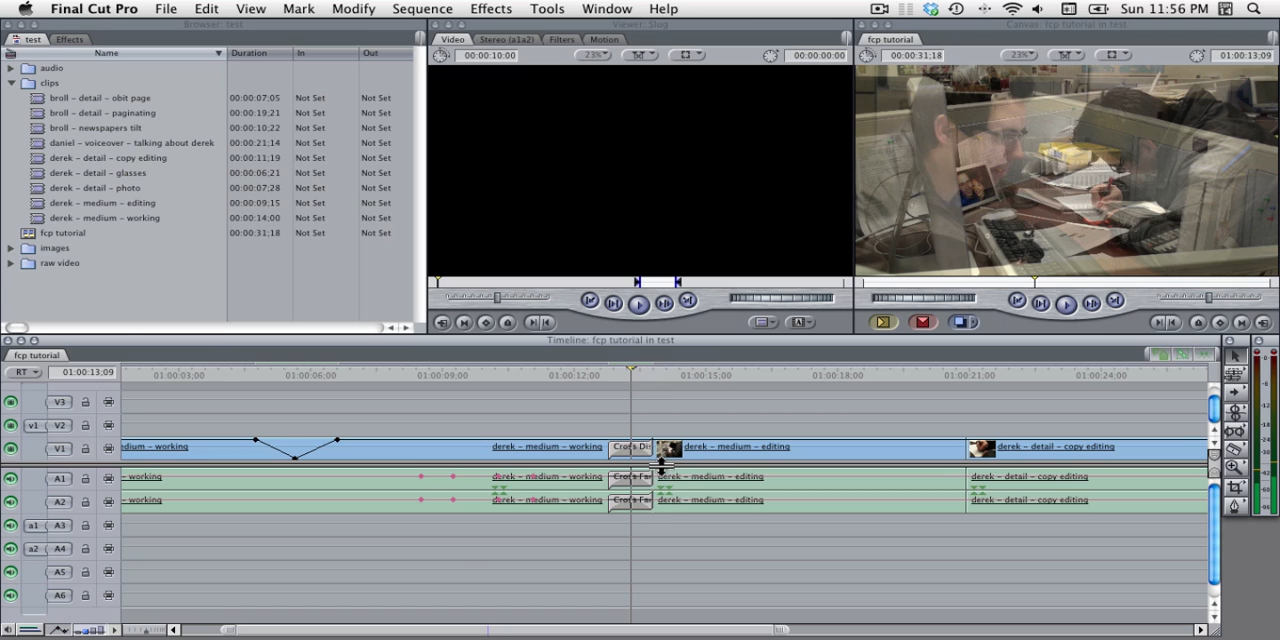 Final Cut Pro File Edit View Mark Modify Sequence Effects Tools Window Help Sun 11:56 PM
Browser: test
test Effects
Name Duration In Out
audio
clips
broll - detail - obit page 00:00:07;05 Not Set Not Set
broll - detail - paginating 00:00:19;21 Not Set Not Set
broll - newspapers tilt 00:00:10;22 Not Set Not Set
daniel - voiceover - talking about derek 00:00:21;14 Not Set Not Set
derek - detail - copy editing 00:00:11;19 Not Set Not Set
derek - detail - glasses 00:00:06;21 Not Set Not Set
derek - detail - photo 00:00:07;28 Not Set Not Set
derek - medium - editing 00:00:09;15 Not Set Not Set
derek - medium - working 00:00:14;00 Not Set Not Set
fcp tutorial 00:00:31;18 Not Set Not Set
images
raw video
Viewer: Slug
Video Stereo (a1a2) Filters Motion
00:00:10;00 23% 00:00:00;00
Canvas: fcp tutorial in test
fcp tutorial
00:00:31;18 23% 01:00:13;09
Timeline: fcp tutorial in test
fcp tutorial
RT 01:00:13;09 01:00:03;00 01:00:06;00 01:00:09;00 01:00:12;00 01:00:15;00 01:00:18;00 01:00:21;00 01:00:24;00
V3
v1 V2
V1 edium - working derek - medium - working Cross Di derek - medium - editing derek - detail - copy editing
A1 - working derek - medium - working Cross Fa derek - medium - editing derek - detail - copy editing
A2 - working derek - medium - working Cross Fa derek - medium - editing derek - detail - copy editing
a1 A3
a2 A4
A5
A6